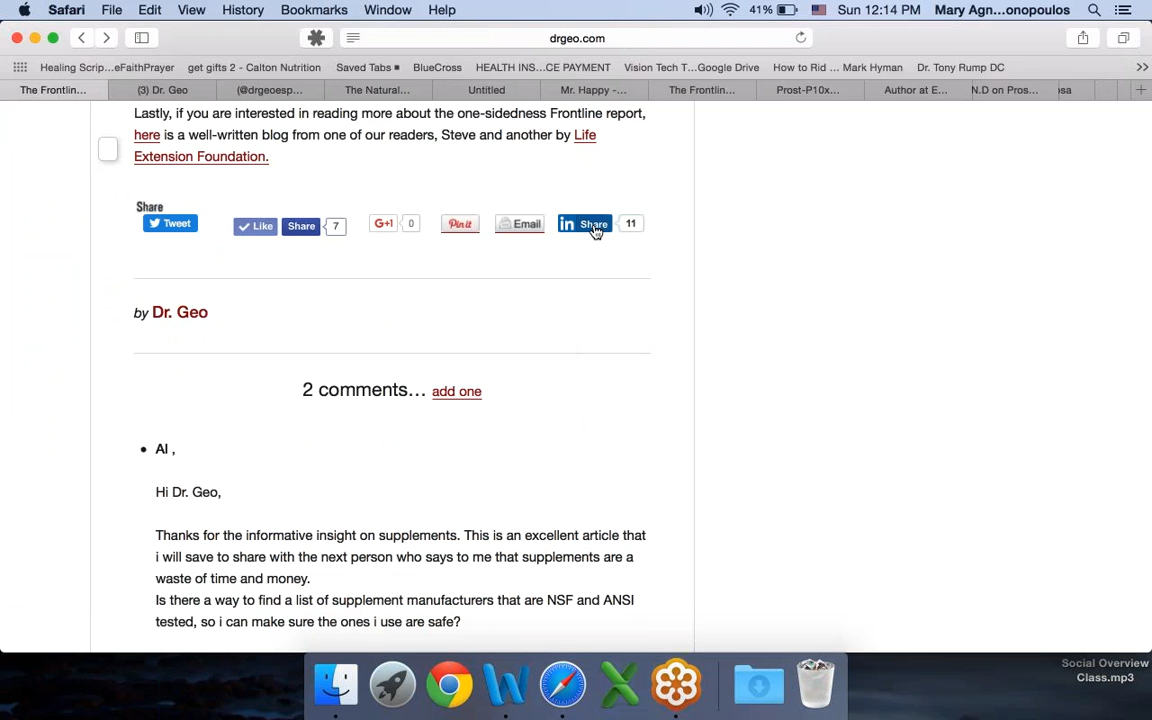 Safari File Edit View History Bookmarks Window Help 41% Sun 12:14 PM Mary Agn...onopoulos
drgeo.com
Healing Scrip...eFaithPrayer get gifts 2 - Calton Nutrition Saved Tabs BlueCross HEALTH INS...CE PAYMENT Vision Tech T...Google Drive How to Rid ... Mark Hyman Dr. Tony Rump DC
The Frontlin... (3) Dr. Geo (@drgeoesp... The Natural... Untitled Mr. Happy -... The Frontlin... Prost-P10x... Author at E... N.D on Pros... osa
Lastly, if you are interested in reading more about the one-sidedness Frontline report,
here is a well-written blog from one of our readers, Steve and another by Life
Extension Foundation.
Share
Tweet Like Share 7 G+1 0 Pin it Email in Share 11
by Dr. Geo
2 comments... add one
Al ,
Hi Dr. Geo,
Thanks for the informative insight on supplements. This is an excellent article that
i will save to share with the next person who says to me that supplements are a
waste of time and money.
Is there a way to find a list of supplement manufacturers that are NSF and ANSI
tested, so i can make sure the ones i use are safe?
Social Overview
Class.mp3